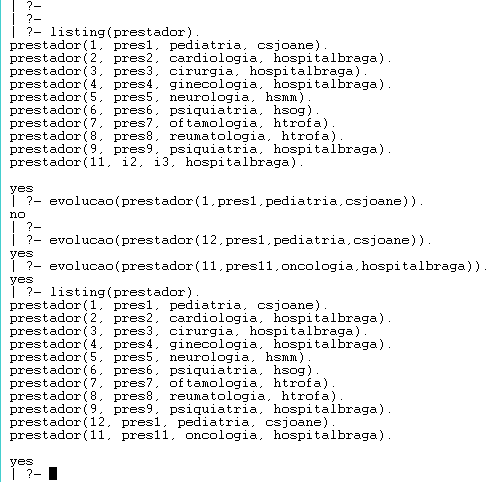 | ?-
| ?-
| ?- listing(prestador).
prestador(1, pres1, pediatria, csjoane).
prestador(2, pres2, cardiologia, hospitalbraga).
prestador(3, pres3, cirurgia, hospitalbraga).
prestador(4, pres4, ginecologia, hospitalbraga).
prestador(5, pres5, neurologia, hsmm).
prestador(6, pres6, psiquiatria, hsog).
prestador(7, pres7, oftamologia, htrofa).
prestador(8, pres8, reumatologia, htrofa).
prestador(9, pres9, psiquiatria, hospitalbraga).
prestador(11, i2, i3, hospitalbraga).
yes
| ?- evolucao(prestador(1,pres1,pediatria,csjoane)).
no
| ?-
| ?- evolucao(prestador(12,pres1,pediatria,csjoane)).
yes
| ?- evolucao(prestador(11,pres11,oncologia,hospitalbraga)).
yes
| ?- listing(prestador).
prestador(1, pres1, pediatria, csjoane).
prestador(2, pres2, cardiologia, hospitalbraga).
prestador(3, pres3, cirurgia, hospitalbraga).
prestador(4, pres4, ginecologia, hospitalbraga).
prestador(5, pres5, neurologia, hsmm).
prestador(6, pres6, psiquiatria, hsog).
prestador(7, pres7, oftamologia, htrofa).
prestador(8, pres8, reumatologia, htrofa).
prestador(9, pres9, psiquiatria, hospitalbraga).
prestador(12, pres1, pediatria, csjoane).
prestador(11, pres11, oncologia, hospitalbraga).
yes
| ?-